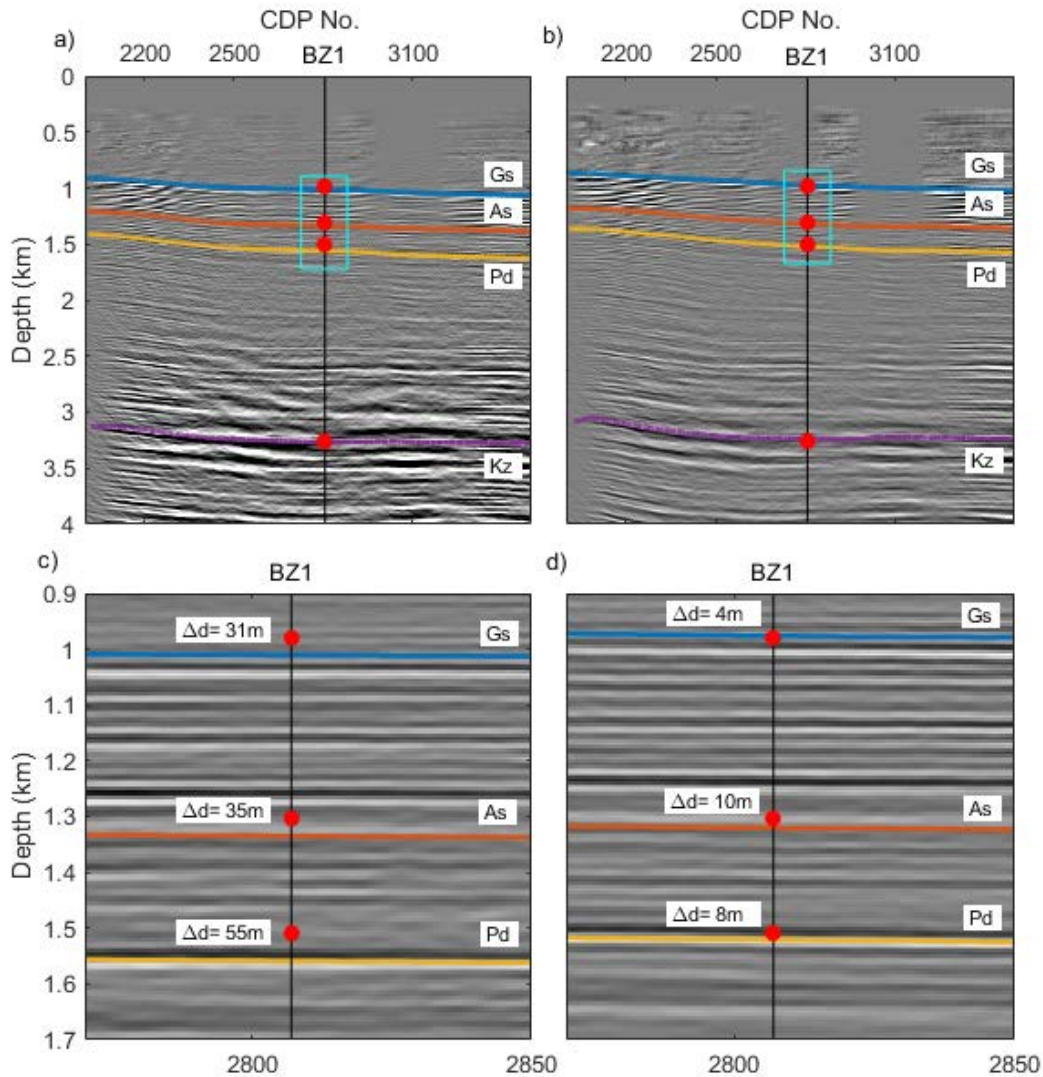 CDP No.
CDP No.
a)
b)
2200 2500 BZ1 3100
2200 2500 BZ1 3100
Depth (km)
0
0.5
1
1.5
2
2.5
3
3.5
4
Gs
As
Pd
Kz
Gs
As
Pd
Kz
c)
BZ1
d)
BZ1
Depth (km)
0.9
1
1.1
1.2
1.3
1.4
1.5
1.6
1.7
Δd= 31m
Gs
Δd= 35m
As
Δd= 55m
Pd
2800 2850
Δd= 4m
Gs
Δd= 10m
As
Δd= 8m
Pd
2800 2850